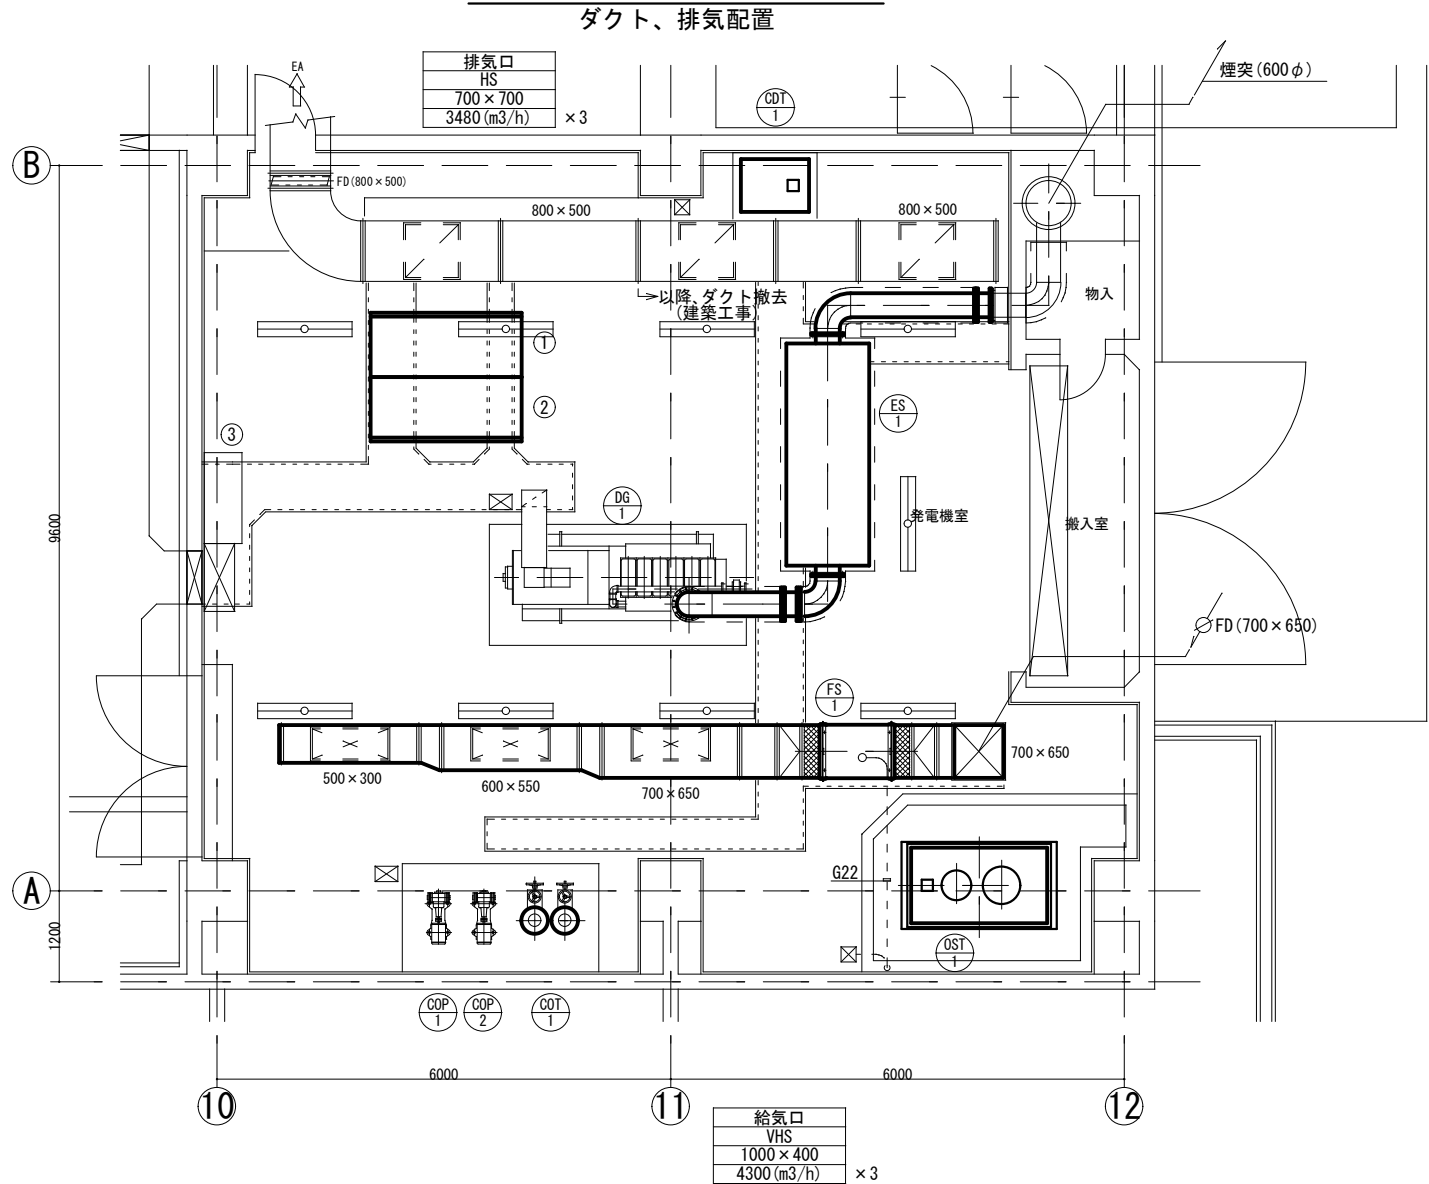 ダクト、排気配置
排気口
HS
700×700
3480(m3/h) ×3
EA
CDT
1
煙突(600φ)
B
FD(800×500)
800×500
800×500
以降、ダクト撤去
(建築工事)
物入
1
2
3
ES
1
DG
1
発電機室
搬入室
9600
FD(700×650)
FS
1
500×300
600×550
700×650
700×650
G22
A
1200
OST
1
COP
1
COP
2
COT
1
6000
6000
10
11
12
給気口
VHS
1000×400
4300(m3/h) ×3